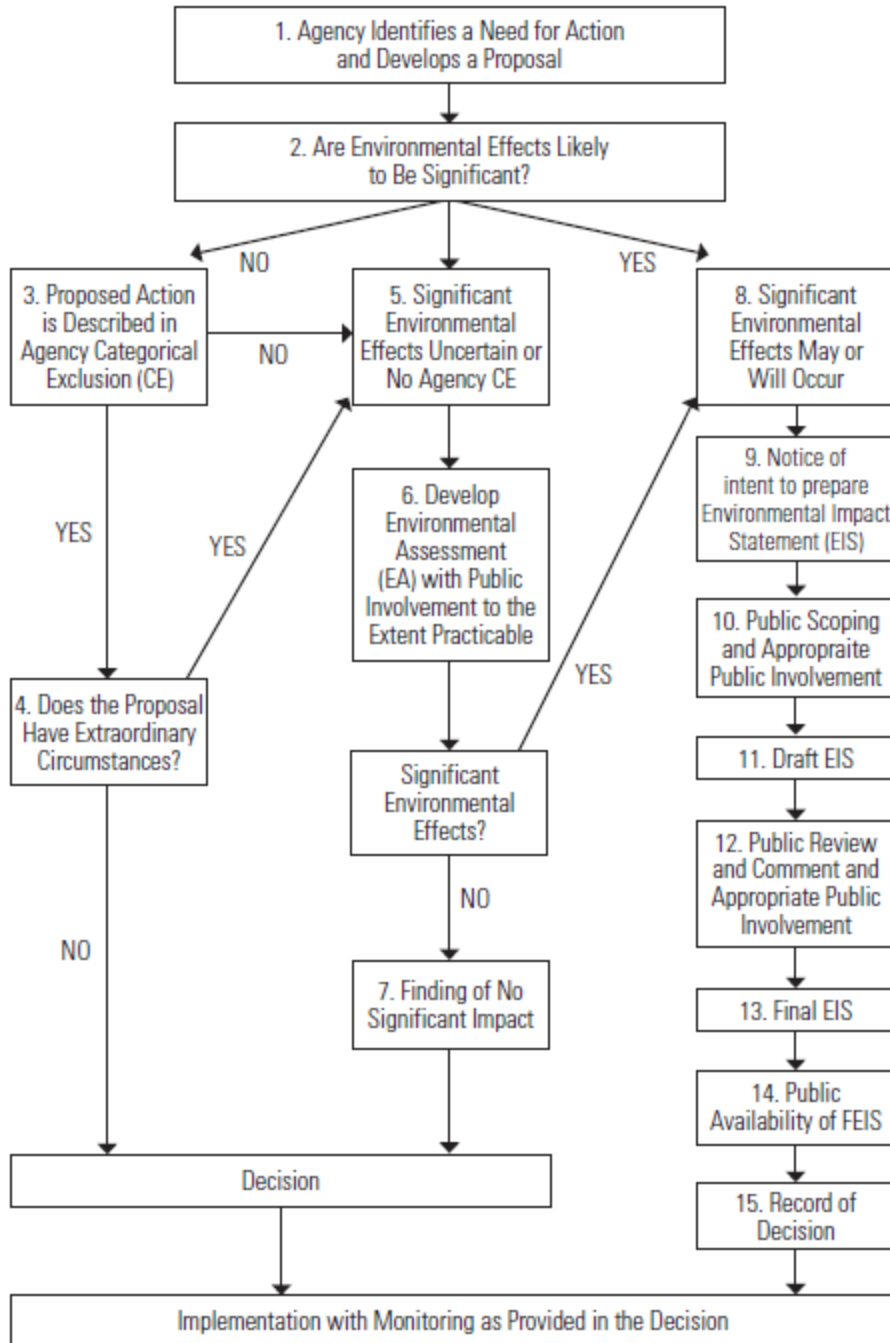 1. Agency Identifies a Need for Action
and Develops a Proposal
2. Are Environmental Effects Likely
to Be Significant?
NO
YES
3. Proposed Action
is Described in
Agency Categorical
Exclusion (CE)
NO
5. Significant
Environmental
Effects Uncertain or
No Agency CE
8. Significant
Environmental
Effects May or
Will Occur
YES
YES
6. Develop
Environmental
Assessment
(EA) with Public
Involvement to the
Extent Practicable
9. Notice of
intent to prepare
Environmental Impact
Statement (EIS)
10. Public Scoping
and Appropraite
Public Involvement
YES
4. Does the Proposal
Have Extraordinary
Circumstances?
Significant
Environmental
Effects?
11. Draft EIS
12. Public Review
and Comment and
Appropriate Public
Involvement
NO
NO
7. Finding of No
Significant Impact
13. Final EIS
14. Public
Availability of FEIS
Decision
15. Record of
Decision
Implementation with Monitoring as Provided in the Decision